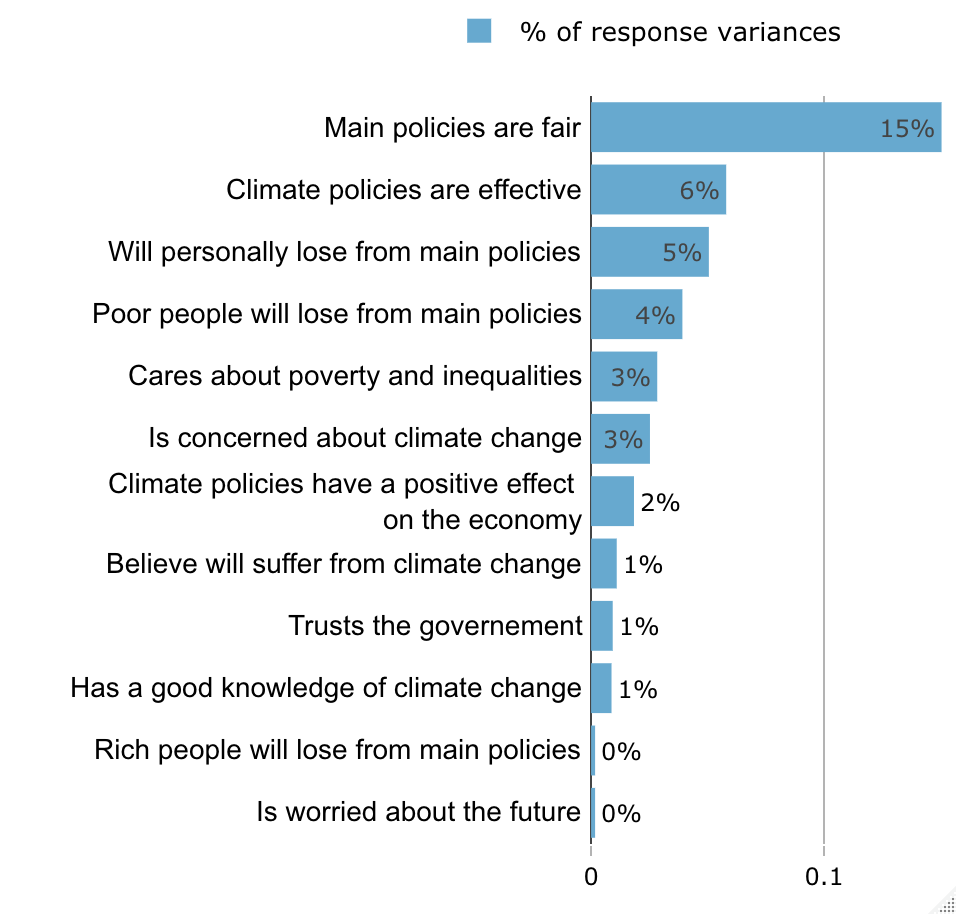 % of response variances
Main policies are fair
15%
Climate policies are effective
6%
Will personally lose from main policies
5%
Poor people will lose from main policies
4%
Cares about poverty and inequalities
3%
Is concerned about climate change
3%
Climate policies have a positive effect
on the economy
2%
Believe will suffer from climate change
1%
Trusts the governement
1%
Has a good knowledge of climate change
1%
Rich people will lose from main policies
0%
Is worried about the future
0%
0
0.1